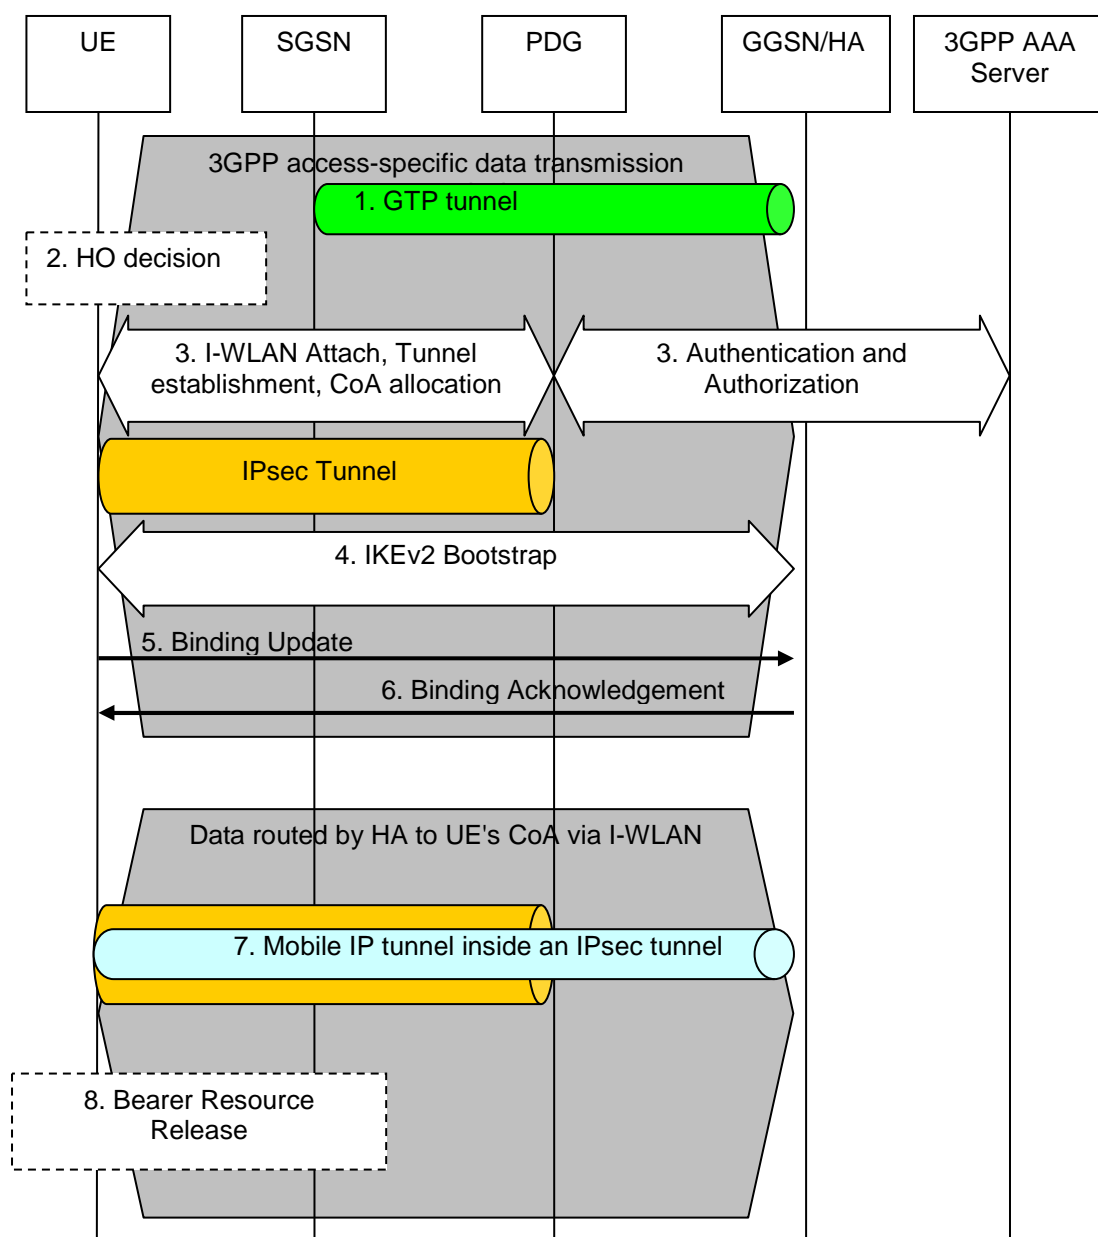 UE
SGSN
PDG
GGSN/HA
3GPP AAA
Server
3GPP access-specific data transmission
1. GTP tunnel
2. HO decision
3. I-WLAN Attach, Tunnel
establishment, CoA allocation
3. Authentication and
Authorization
IPsec Tunnel
4. IKEv2 Bootstrap
5. Binding Update
6. Binding Acknowledgement
Data routed by HA to UE's CoA via I-WLAN
7. Mobile IP tunnel inside an IPsec tunnel
8. Bearer Resource
Release